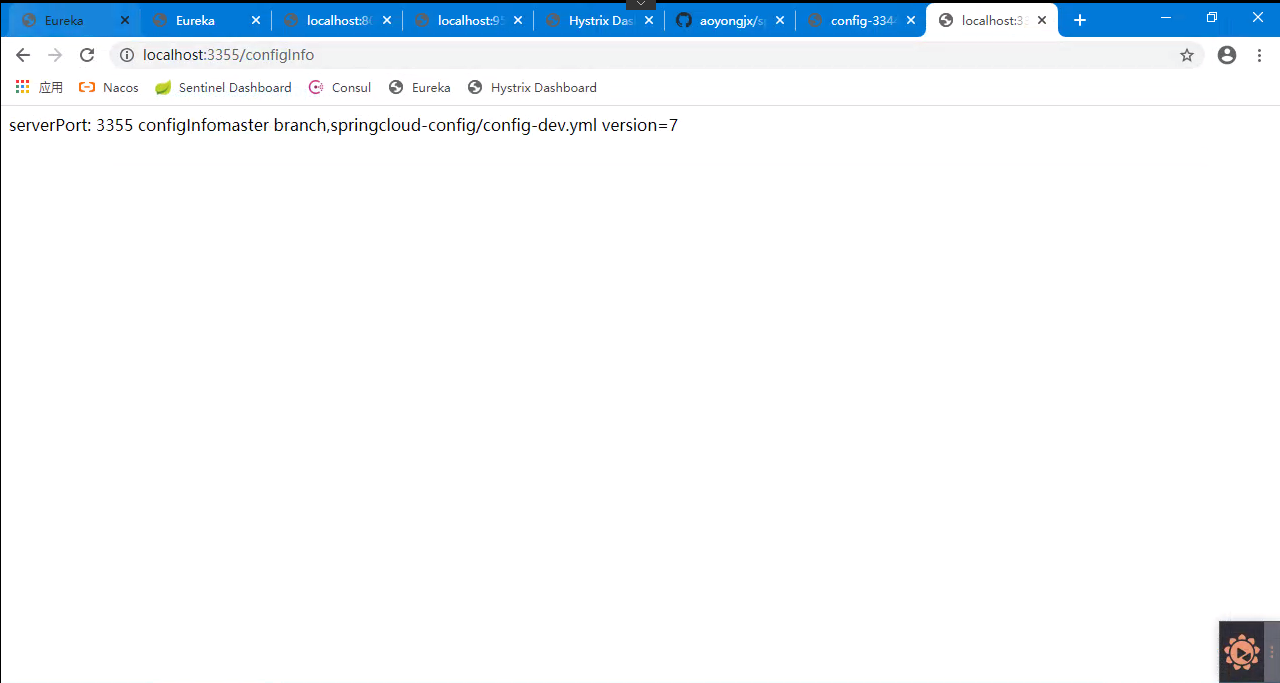 Eureka Eureka localhost:80 localhost:95 Hystrix Das aoyongjx/sp config-3344 localhost:33
localhost:3355/configInfo
应用 Nacos Sentinel Dashboard Consul Eureka Hystrix Dashboard
serverPort: 3355 configInfomaster branch,springcloud-config/config-dev.yml version=7